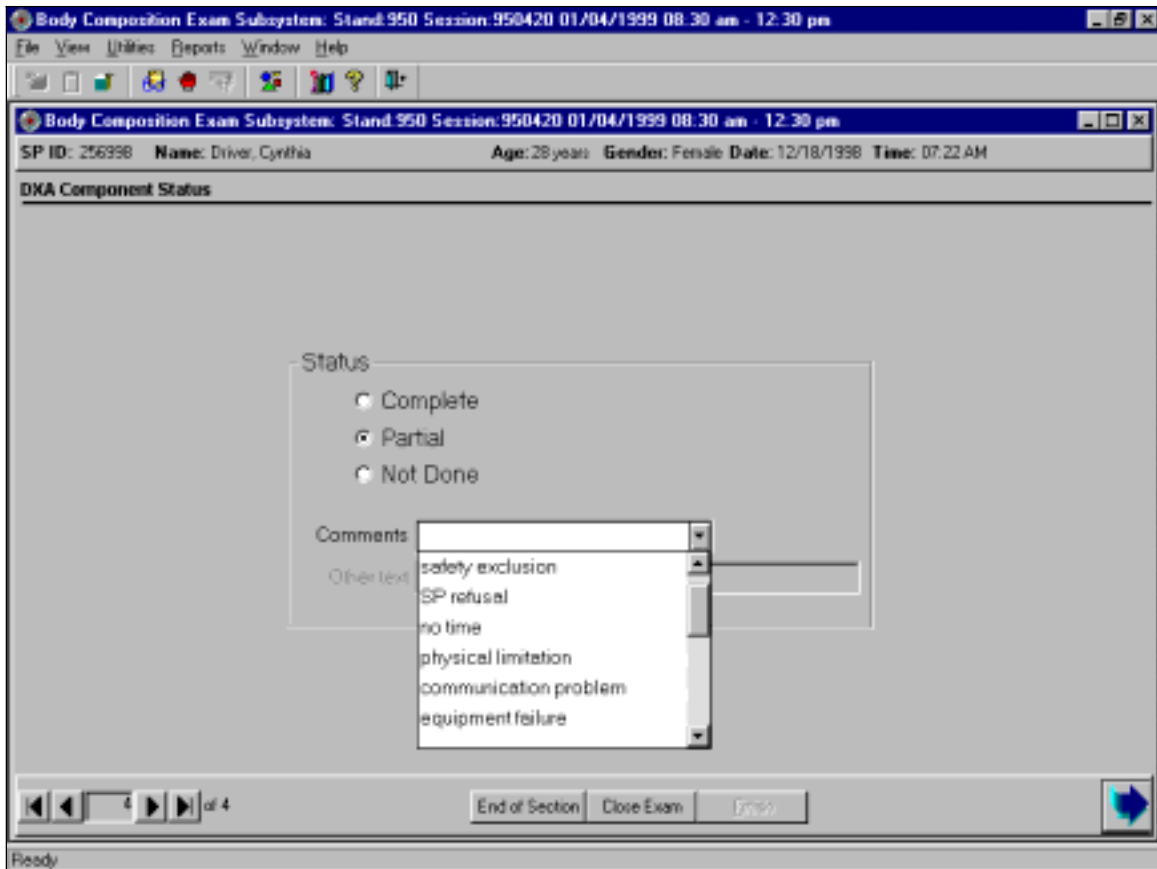 Body Composition Exam Subsystem: Stand:950 Session:950420 01/04/1999 08:30 am - 12:30 pm
File View Utilities Reports Window Help
Body Composition Exam Subsystem: Stand:950 Session:950420 01/04/1999 08:30 am - 12:30 pm
SP ID: 256998 Name: Driver, Cynthia Age: 28 years Gender: Female Date: 12/18/1998 Time: 07:22 AM
DXA Component Status
Status
Complete
Partial
Not Done
Comments
Other text
safety exclusion
SP refusal
no time
physical limitation
communication problem
equipment failure
4 of 4 End of Section Close Exam Finish
Ready